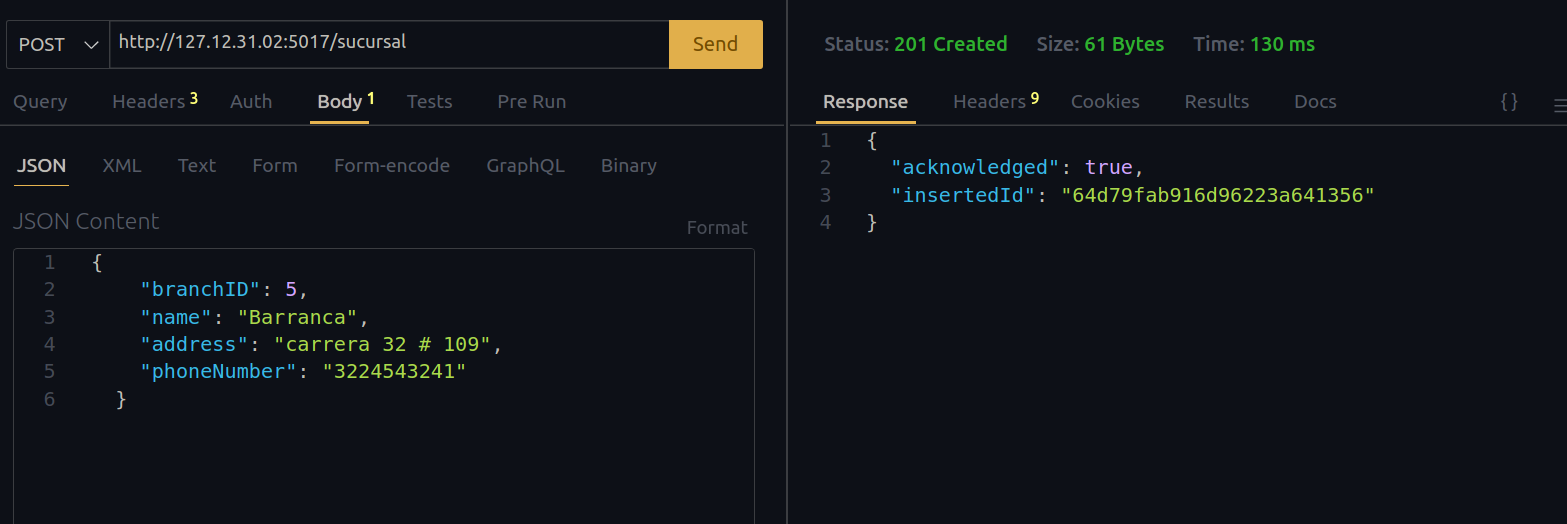 POST http://127.12.31.02:5017/sucursal Send
Query Headers 3 Auth Body 1 Tests Pre Run
JSON XML Text Form Form-encode GraphQL Binary
JSON Content Format
1 {
2 "branchID": 5,
3 "name": "Barranca",
4 "address": "carrera 32 # 109",
5 "phoneNumber": "3224543241"
6 }
Status: 201 Created Size: 61 Bytes Time: 130 ms
Response Headers 9 Cookies Results Docs {}
1 {
2 "acknowledged": true,
3 "insertedId": "64d79fab916d96223a641356"
4 }